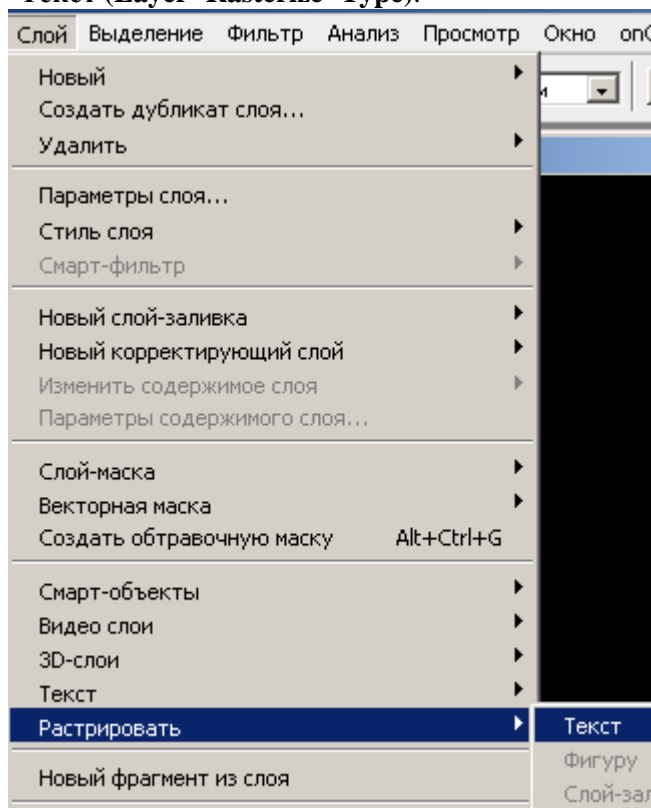 Текст (Layer - Rasterize - Type).
Слой Выделение Фильтр Анализ Просмотр Окно
Новый
Создать дубликат слоя...
Удалить
Параметры слоя...
Стиль слоя
Смарт-фильтр
Новый слой-заливка
Новый корректирующий слой
Изменить содержимое слоя
Параметры содержимого слоя...
Слой-маска
Векторная маска
Создать обтравочную маску Alt+Ctrl+G
Смарт-объекты
Видео слои
3D-слои
Текст
Растрировать Текст
Фигуру
Новый фрагмент из слоя